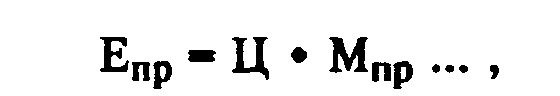 Eпр = Ц • Мпр ... ,